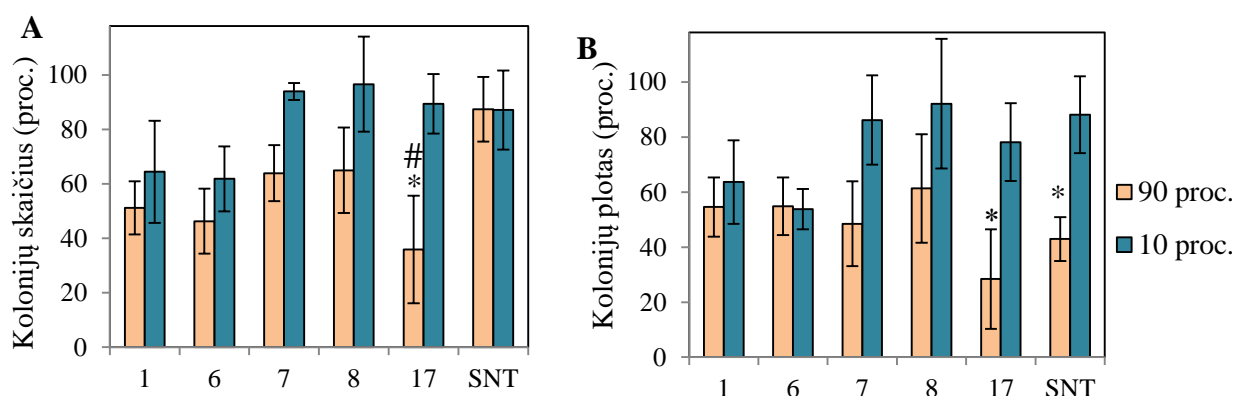 A
Kolonijų skaičius (proc.)
100
80
60
40
20
0
#
*
1 6 7 8 17 SNT
B
Kolonijų plotas (proc.)
100
80
60
40
20
0
*
*
1 6 7 8 17 SNT
90 proc.
10 proc.